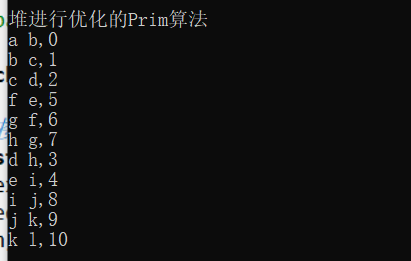 堆进行优化的Prim算法
a b,0
b c,1
c d,2
f e,5
g f,6
h g,7
d h,3
e i,4
i j,8
j k,9
k l,10